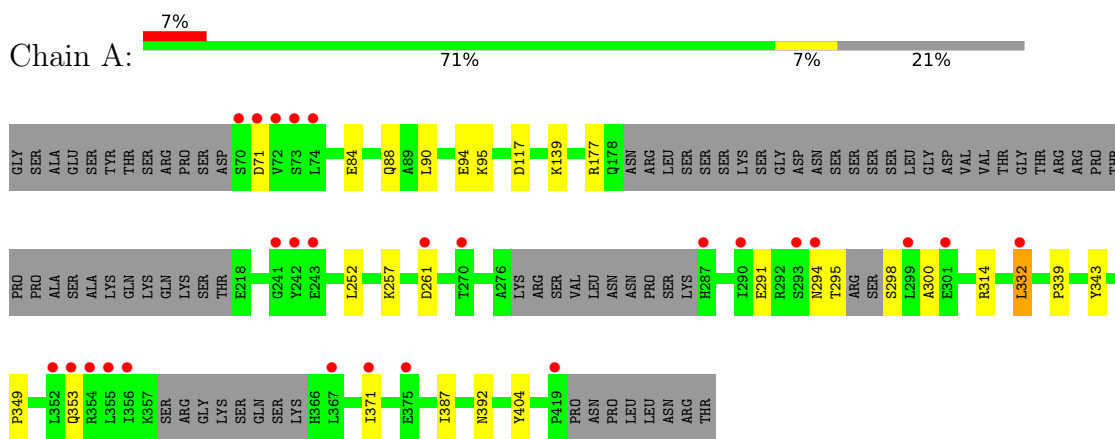 7%
Chain A:
71% 7% 21%
GLY SER ALA GLU SER TYR THR SER ARG PRO SER ASP S70 D71 V72 S73 L74 E84 Q88 A89 L90 E94 K95 D117 K139 R177 Q178 ASN ARG LEU SER SER SER LYS SER GLY ASP ASN SER SER SER SER LEU GLY ASP VAL VAL THR GLY THR ARG ARG PRO THR
PRO PRO ALA SER ALA LYS GLN LYS GLN LYS SER THR E218 G241 Y242 E243 L252 K257 D261 T270 A276 LYS ARG SER VAL LEU ASN ASN PRO SER LYS H287 I290 E291 R292 S293 N294 T295 ARG SER S298 L299 A300 E301 R314 L332 P339 Y343
P349 L352 Q353 R354 L355 I356 K357 SER ARG GLY LYS SER GLN SER LYS H366 L367 I371 E375 I387 N392 Y404 P419 PRO ASN PRO LEU LEU ASN ARG THR